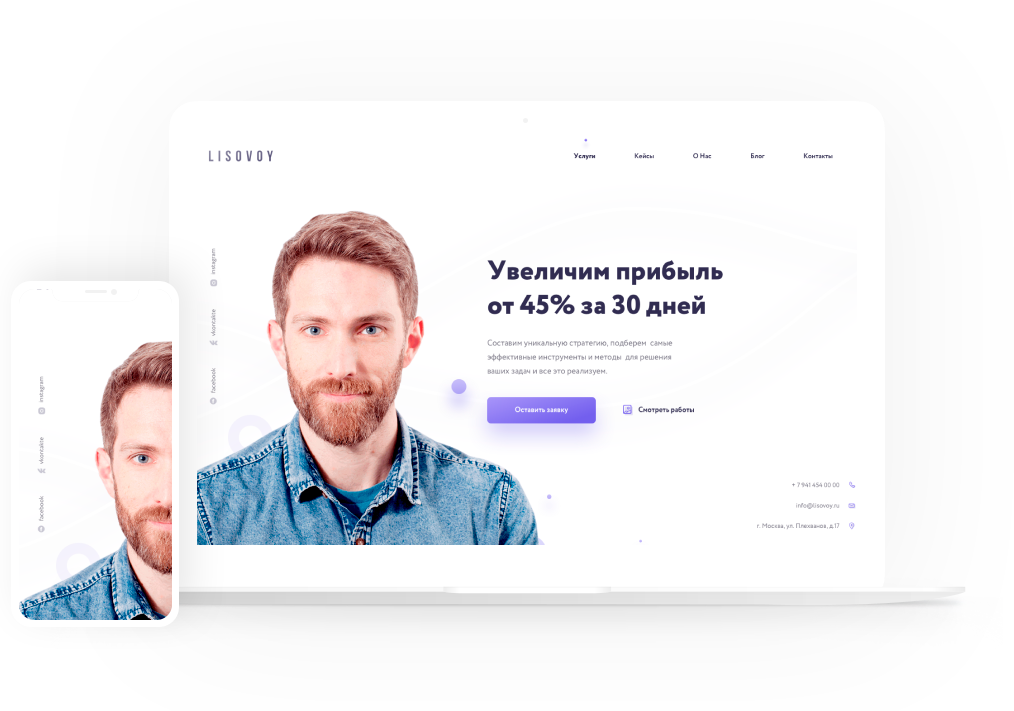 LISOVOY
Услуги
Кейсы
О Нас
Блог
Контакты
instagram
vkontakte
facebook
Увеличим прибыль
от 45% за 30 дней
Составим уникальную стратегию, подберем самые
эффективные инструменты и методы для решения
ваших задач и все это реализуем.
Оставить заявку
Смотреть работы
+ 7 941 454 00 00
info@lisovoy.ru
г. Москва, ул. Плеханов, д.17
instagram
vkontakte
facebook